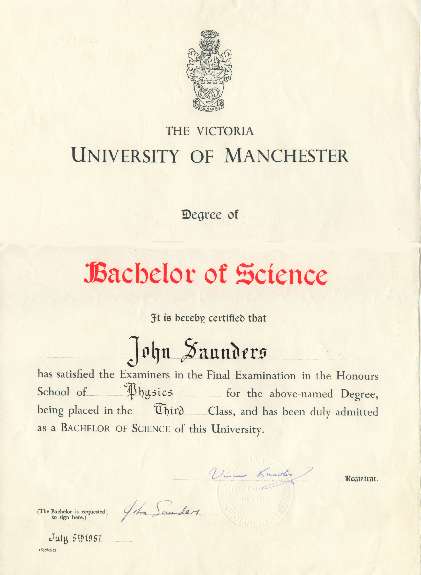 THE VICTORIA
UNIVERSITY OF MANCHESTER
Degree of
Bachelor of Science
It is hereby certified that
John Saunders
has satisfied the Examiners in the Final Examination in the Honours
School of Physics for the above-named Degree,
being placed in the Third Class, and has been duly admitted
as a BACHELOR OF SCIENCE of this University.
Registrar.
(The Bachelor is requested
to sign here.)
John Saunders
July 5th 1957